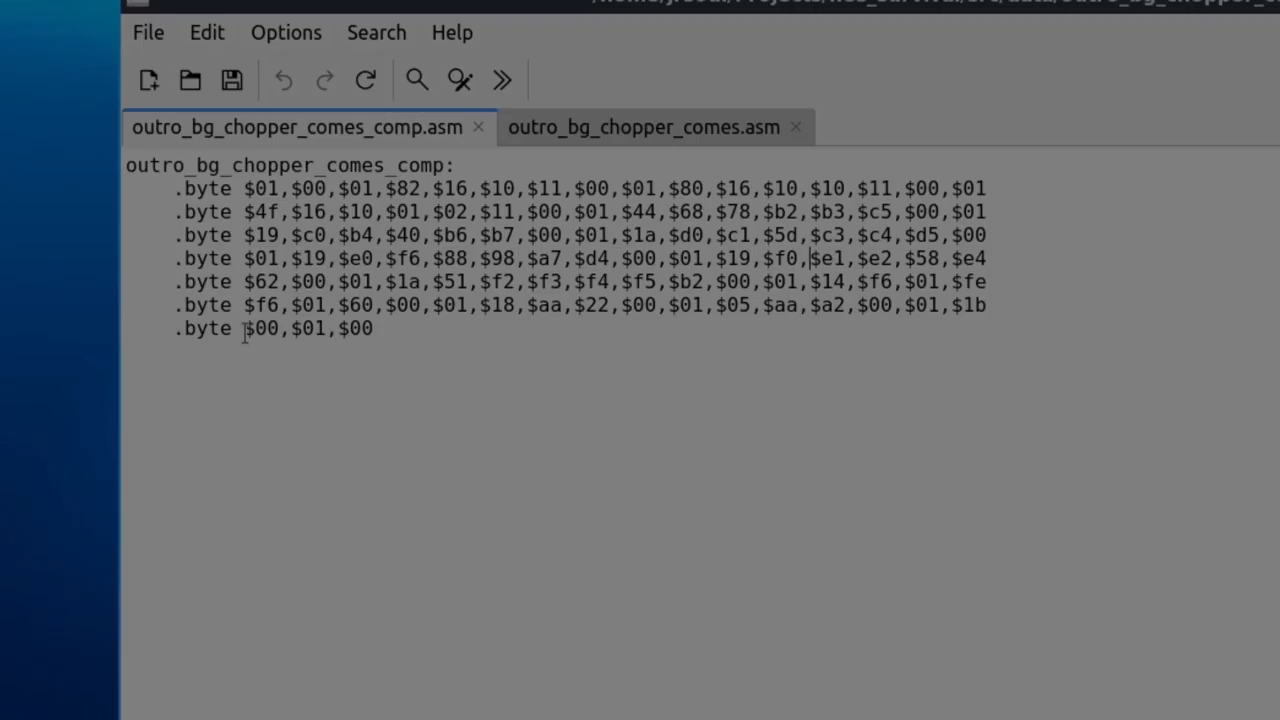 File Edit Options Search Help
outro_bg_chopper_comes_comp.asm × outro_bg_chopper_comes.asm ×
outro_bg_chopper_comes_comp:
.byte $01,$00,$01,$82,$16,$10,$11,$00,$01,$80,$16,$10,$10,$11,$00,$01
.byte $4f,$16,$10,$01,$02,$11,$00,$01,$44,$68,$78,$b2,$b3,$c5,$00,$01
.byte $19,$c0,$b4,$40,$b6,$b7,$00,$01,$1a,$d0,$c1,$5d,$c3,$c4,$d5,$00
.byte $01,$19,$e0,$f6,$88,$98,$a7,$d4,$00,$01,$19,$f0,$e1,$e2,$58,$e4
.byte $62,$00,$01,$1a,$51,$f2,$f3,$f4,$f5,$b2,$00,$01,$14,$f6,$01,$fe
.byte $f6,$01,$60,$00,$01,$18,$aa,$22,$00,$01,$05,$aa,$a2,$00,$01,$1b
.byte $00,$01,$00